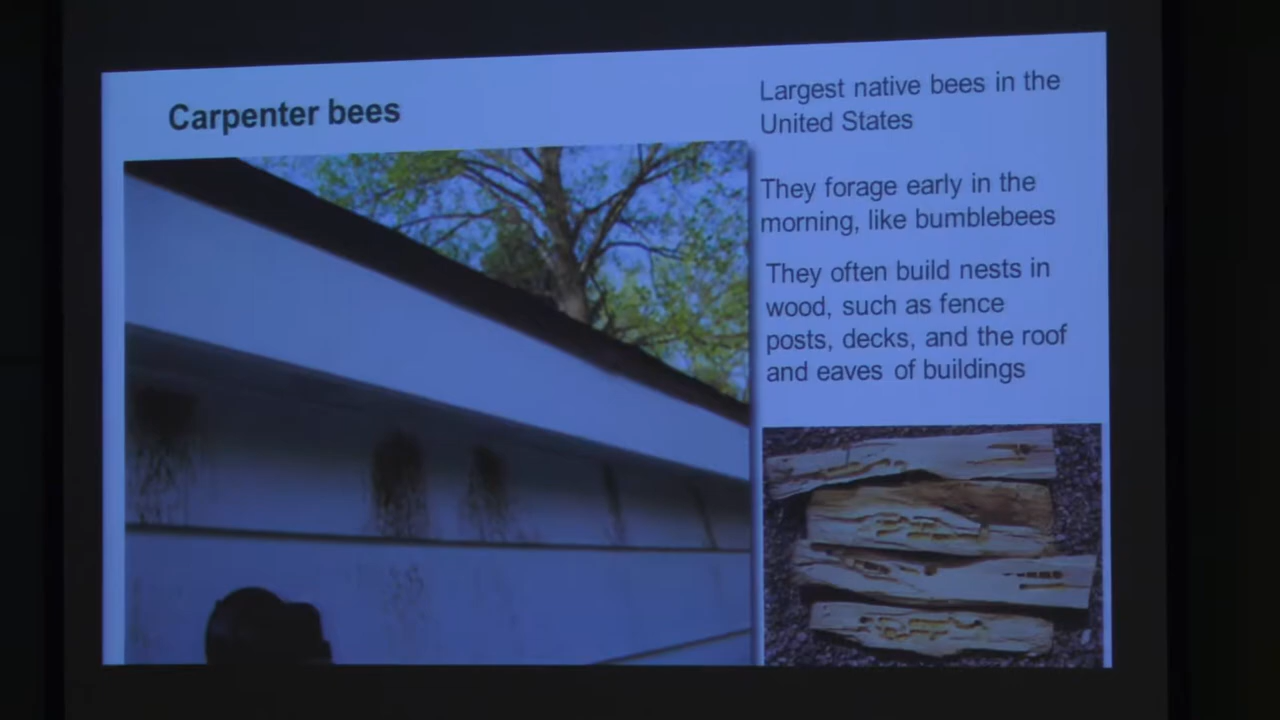 Carpenter bees
Largest native bees in the
United States
They forage early in the
morning, like bumblebees
They often build nests in
wood, such as fence
posts, decks, and the roof
and eaves of buildings